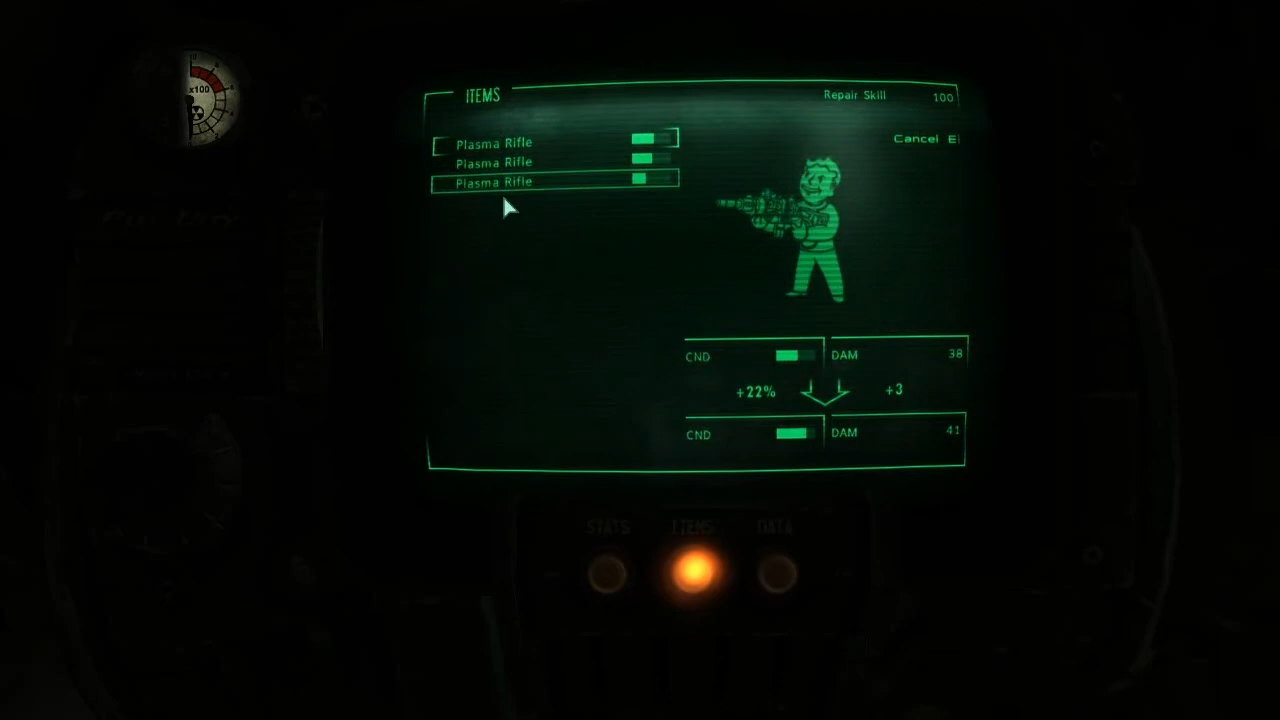 x100
ITEMS
Repair Skill 100
Cancel E)
Plasma Rifle
Plasma Rifle
Plasma Rifle
CND
DAM 38
+22%
+3
CND
DAM 41
STATS ITEMS DATA